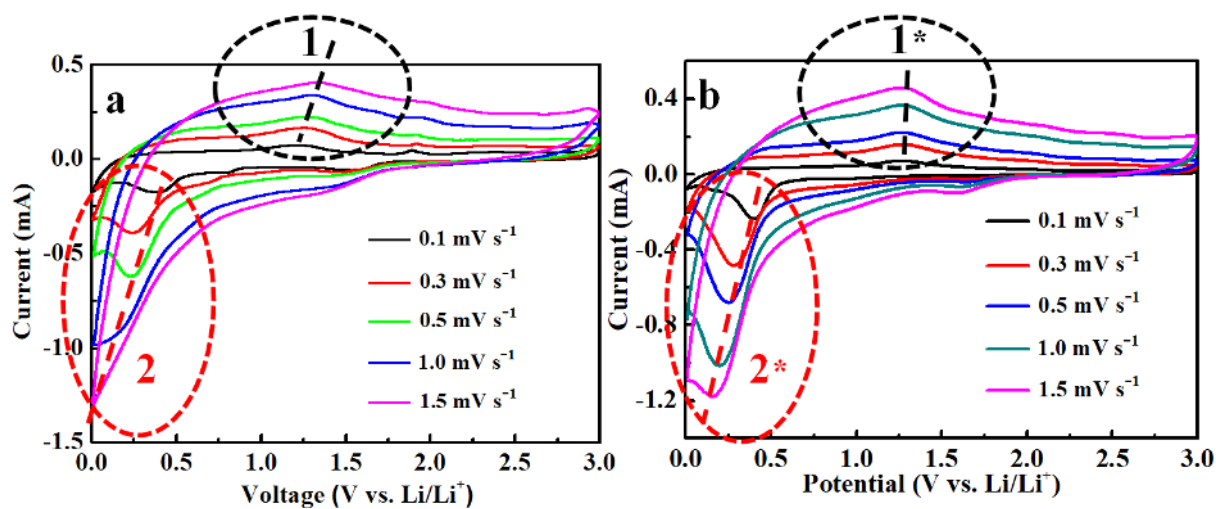 a
1
2
0.5
0.0
-0.5
-1.0
-1.5
Current (mA)
0.1 mV s⁻¹
0.3 mV s⁻¹
0.5 mV s⁻¹
1.0 mV s⁻¹
1.5 mV s⁻¹
0.0 0.5 1.0 1.5 2.0 2.5 3.0
Voltage (V vs. Li/Li⁺)
b
1*
2*
0.4
0.0
-0.4
-0.8
-1.2
Current (mA)
0.1 mV s⁻¹
0.3 mV s⁻¹
0.5 mV s⁻¹
1.0 mV s⁻¹
1.5 mV s⁻¹
0.0 0.5 1.0 1.5 2.0 2.5 3.0
Potential (V vs. Li/Li⁺)